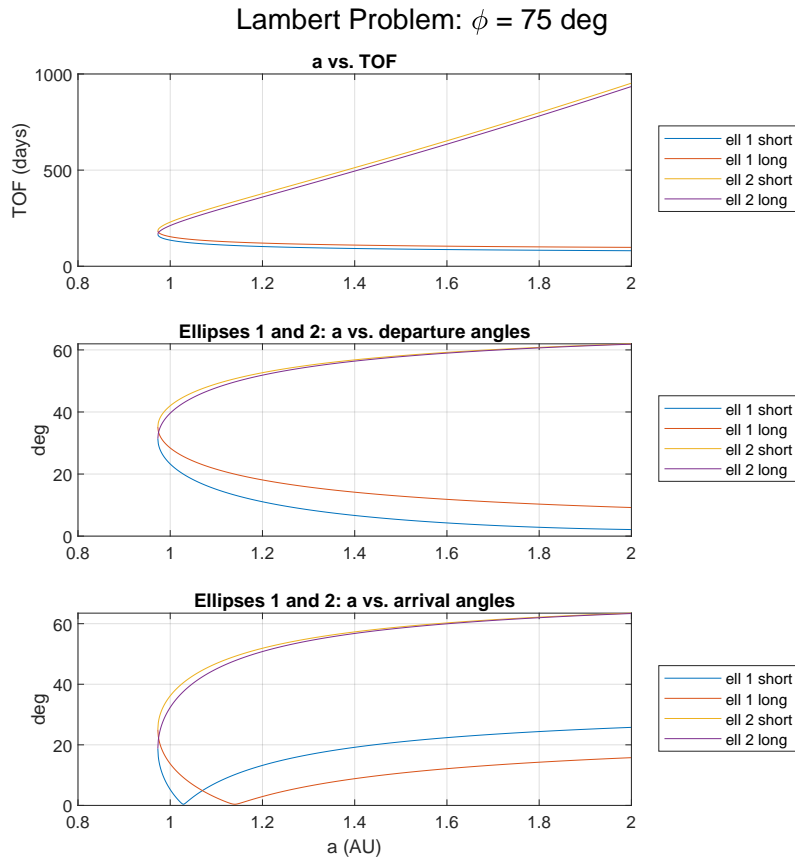 Lambert Problem: ϕ = 75 deg
a vs. TOF
1000
500
0
TOF (days)
0.8 1 1.2 1.4 1.6 1.8 2
ell 1 short
ell 1 long
ell 2 short
ell 2 long
Ellipses 1 and 2: a vs. departure angles
60
40
20
0
deg
0.8 1 1.2 1.4 1.6 1.8 2
ell 1 short
ell 1 long
ell 2 short
ell 2 long
Ellipses 1 and 2: a vs. arrival angles
60
40
20
0
deg
0.8 1 1.2 1.4 1.6 1.8 2
a (AU)
ell 1 short
ell 1 long
ell 2 short
ell 2 long